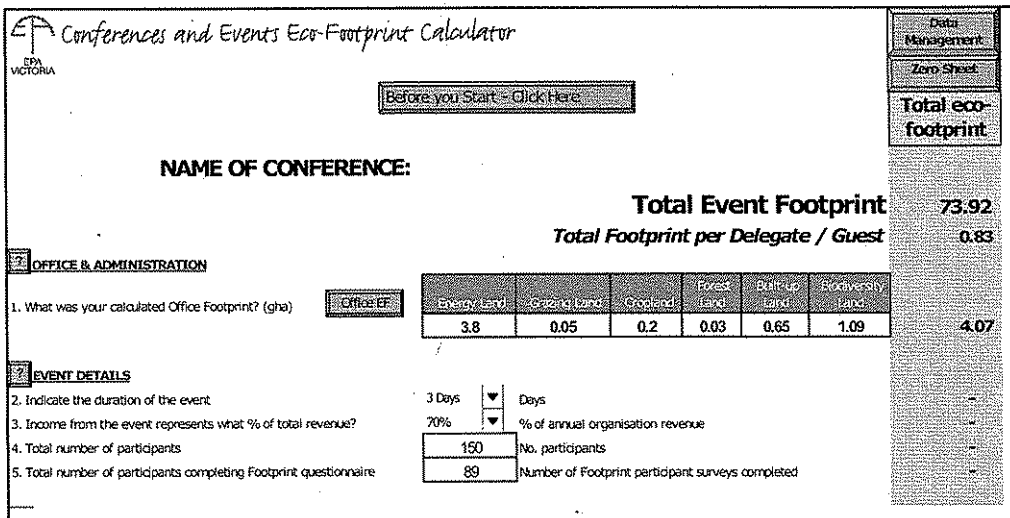 Conferences and Events Eco-Footprint Calculator
EPA
VICTORIA
Data
Management
Zero Sheet
Before you Start - Click Here
Total eco-
footprint
NAME OF CONFERENCE:
Total Event Footprint 73.92
Total Footprint per Delegate / Guest 0.83
? OFFICE & ADMINISTRATION
Energy Land Grazing Land Cropland Forest Land Built-up Land Biodiversity Land
1. What was your calculated Office Footprint? (gha) Office EF
3.8 0.05 0.2 0.03 0.65 1.09 4.07
? EVENT DETAILS
2. Indicate the duration of the event 3 Days Days -
3. Income from the event represents what % of total revenue? 70% % of annual organisation revenue -
4. Total number of participants 150 No. participants -
5. Total number of participants completing Footprint questionnaire 89 Number of Footprint participant surveys completed -